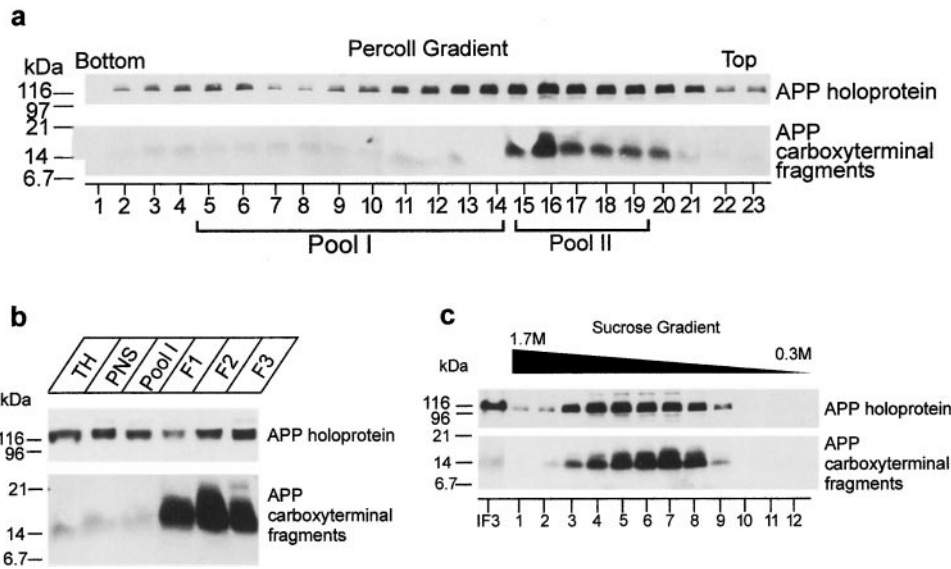 a
Percoll Gradient
Bottom
Top
kDa
116
97
21
14
6.7
APP holoprotein
APP
carboxyterminal
fragments
1 2 3 4 5 6 7 8 9 10 11 12 13 14 15 16 17 18 19 20 21 22 23
Pool I
Pool II
b
TH PNS Pool I F1 F2 F3
kDa
116
96
APP holoprotein
21
14
6.7
APP
carboxyterminal
fragments
c
Sucrose Gradient
1.7M
0.3M
kDa
116
96
APP holoprotein
21
14
6.7
APP
carboxyterminal
fragments
IF3 1 2 3 4 5 6 7 8 9 10 11 12